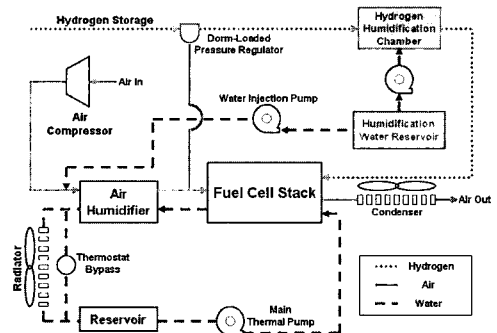 Hydrogen Storage
Dorm-Loaded
Pressure Regulator
Hydrogen
Humidification
Chamber
Air In
Air
Compressor
Water Injection Pump
Humidification
Water Reservoir
Air
Humidifier
Fuel Cell Stack
Condenser
Air Out
Radiator
Thermostat
Bypass
Reservoir
Main
Thermal Pump
Hydrogen
Air
Water